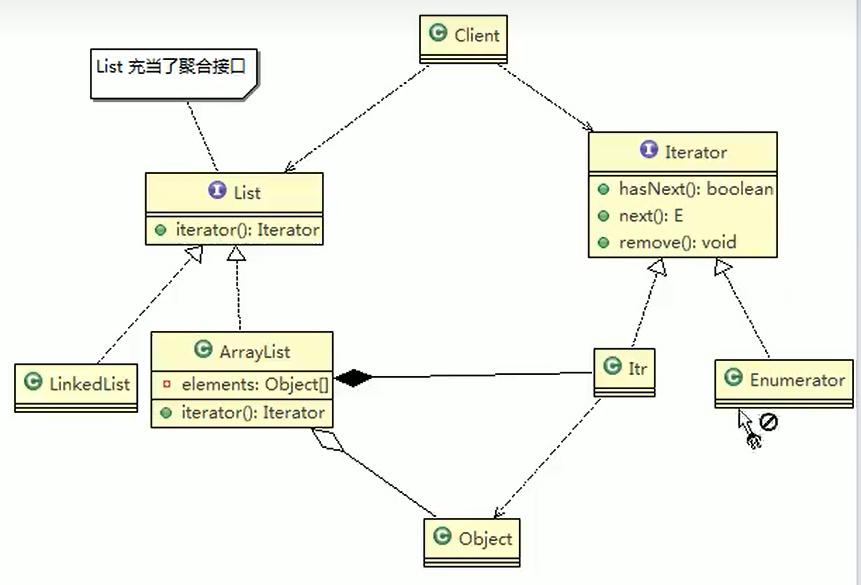 Client
List 充当了聚合接口
Iterator
hasNext(): boolean
next(): E
remove(): void
List
iterator(): Iterator
ArrayList
elements: Object[]
iterator(): Iterator
LinkedList
Itr
Enumerator
Object